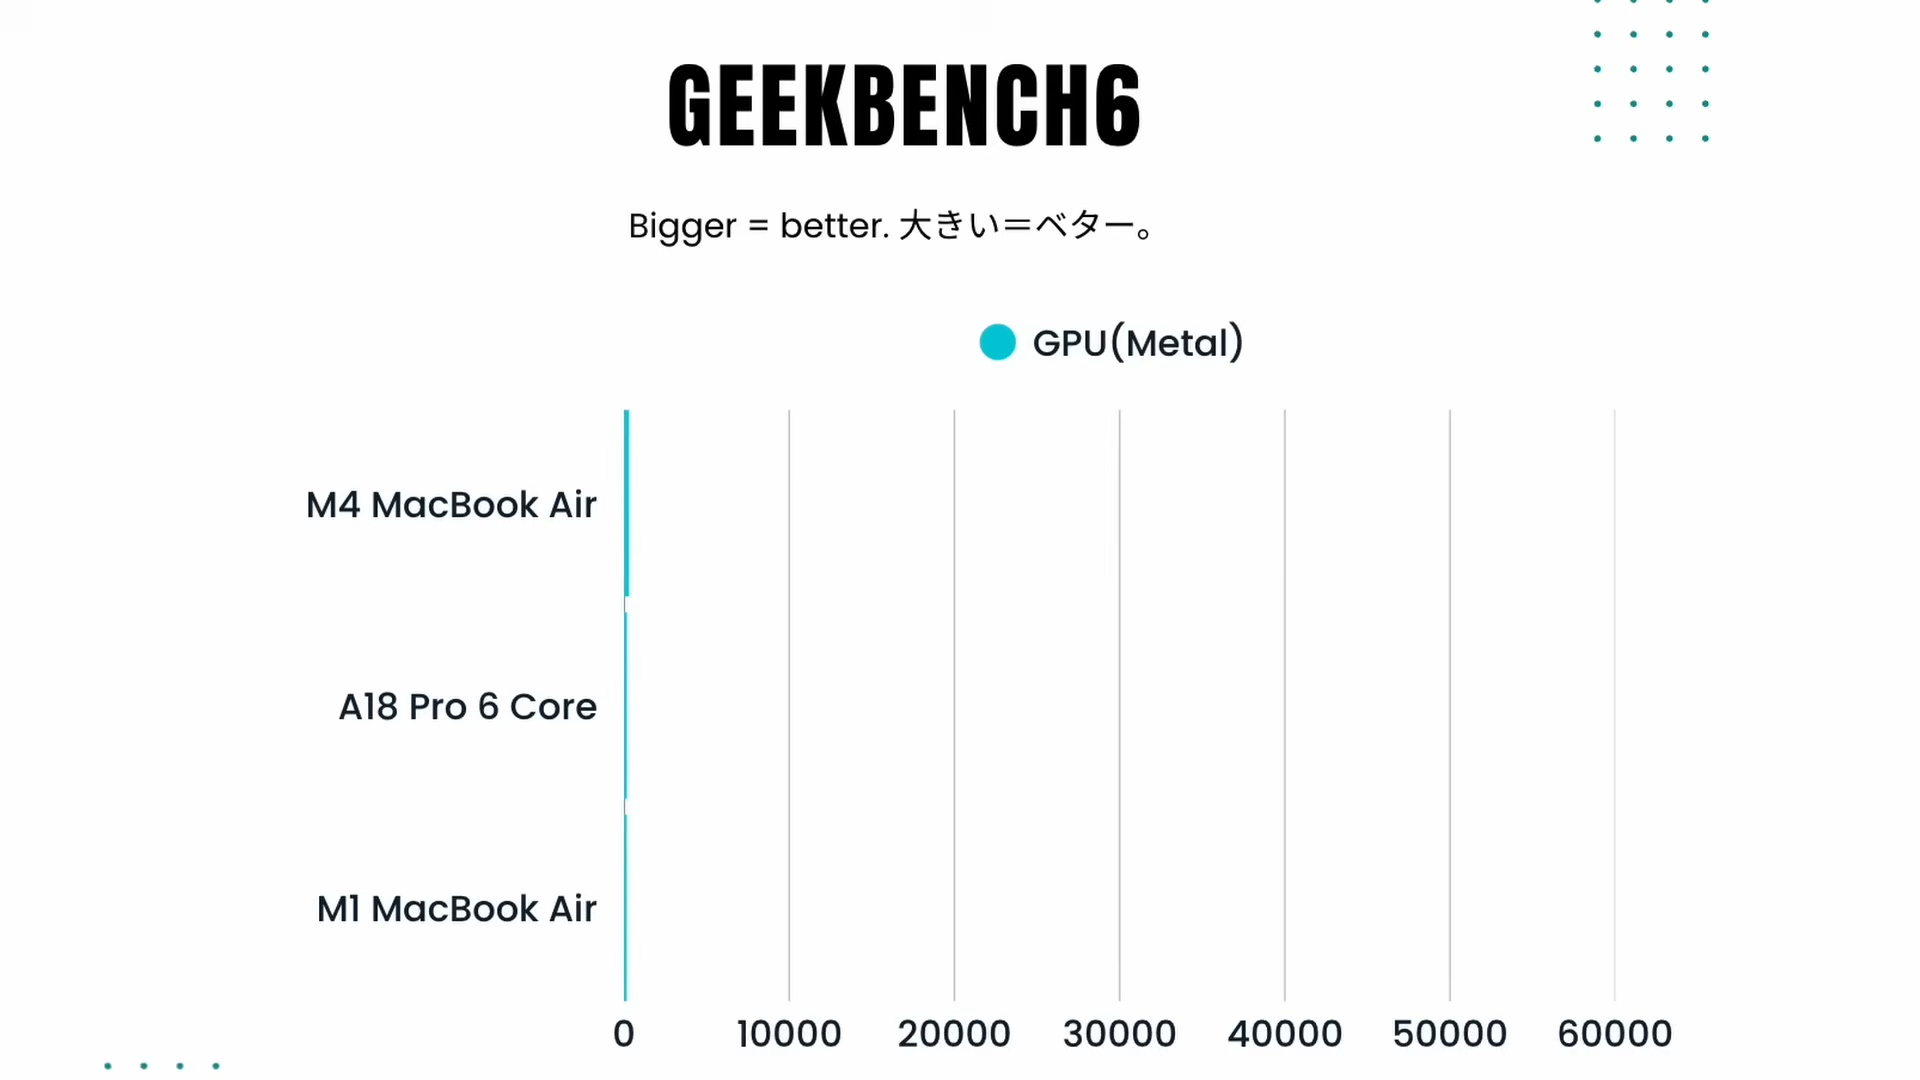 GEEKBENCH6
Bigger = better. 大きい＝ベター。
GPU(Metal)
M4 MacBook Air
A18 Pro 6 Core
M1 MacBook Air
0 10000 20000 30000 40000 50000 60000